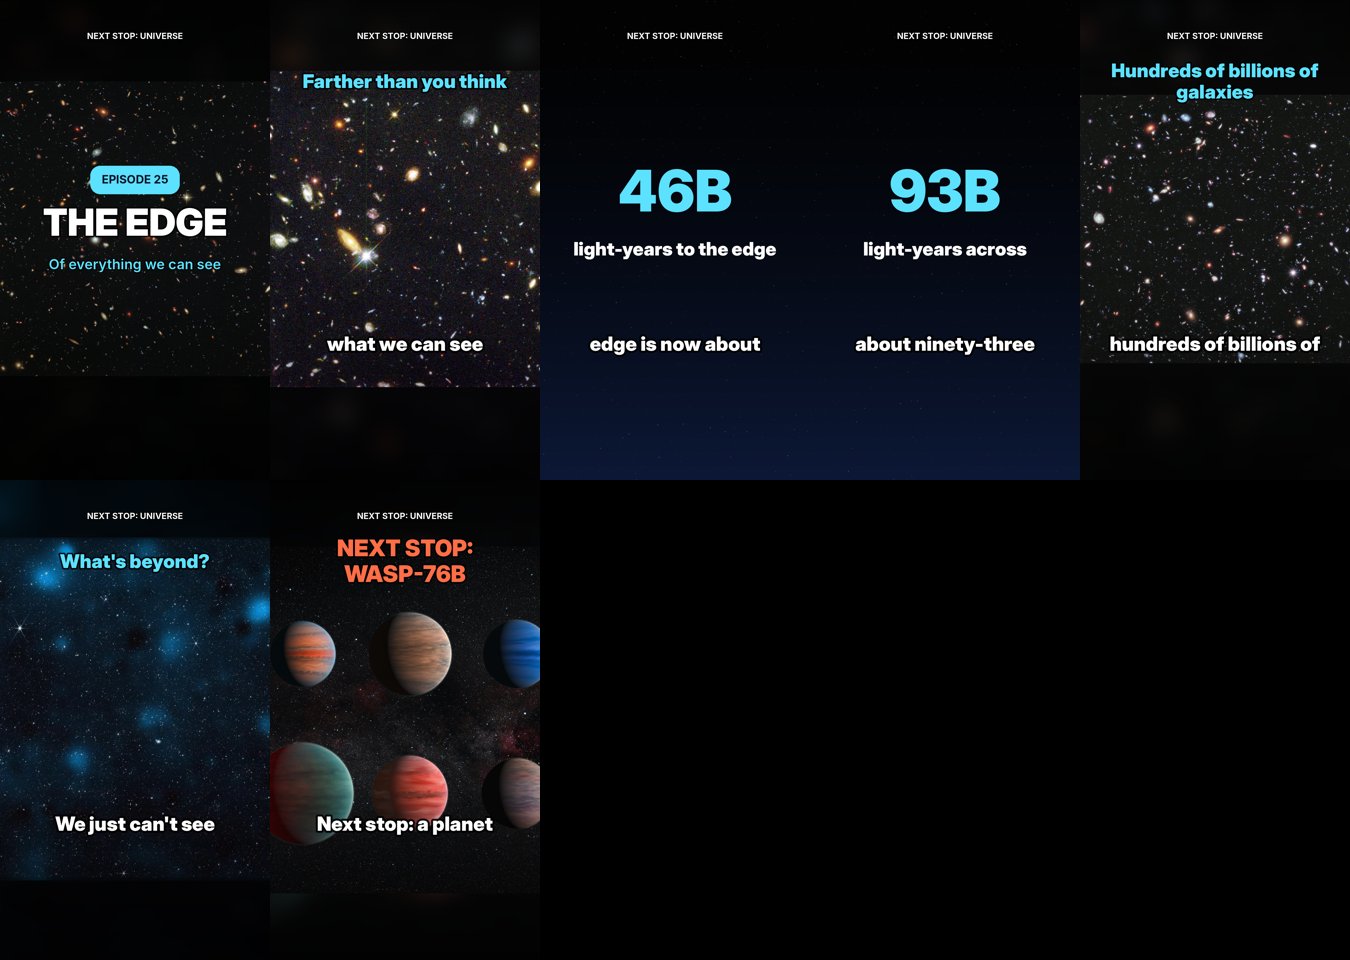 NEXT STOP: UNIVERSE
EPISODE 25
THE EDGE
Of everything we can see
NEXT STOP: UNIVERSE
Farther than you think
what we can see
NEXT STOP: UNIVERSE
46B
light-years to the edge
edge is now about
NEXT STOP: UNIVERSE
93B
light-years across
about ninety-three
NEXT STOP: UNIVERSE
Hundreds of billions of
galaxies
hundreds of billions of
NEXT STOP: UNIVERSE
What's beyond?
We just can't see
NEXT STOP: UNIVERSE
NEXT STOP:
WASP-76B
Next stop: a planet